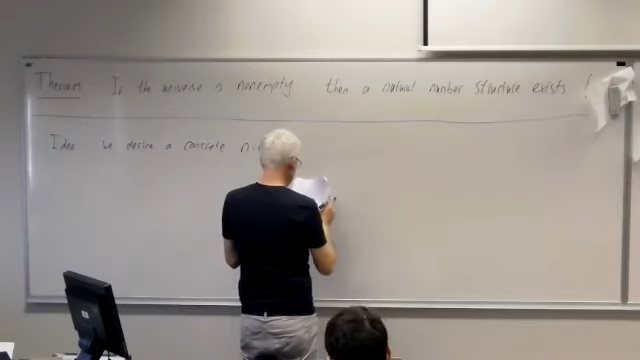 Theorem If the universe is nonempty then a natural number structure exists !
Idea We define a concrete n-